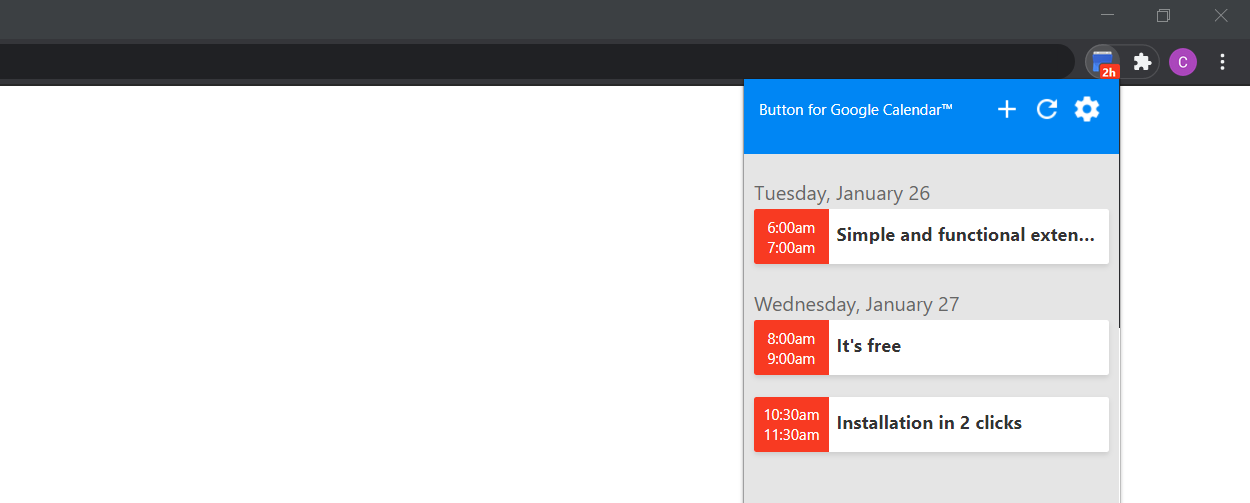 2h
C
Button for Google Calendar™
Tuesday, January 26
6:00am
7:00am
Simple and functional exten...
Wednesday, January 27
8:00am
9:00am
It's free
10:30am
11:30am
Installation in 2 clicks